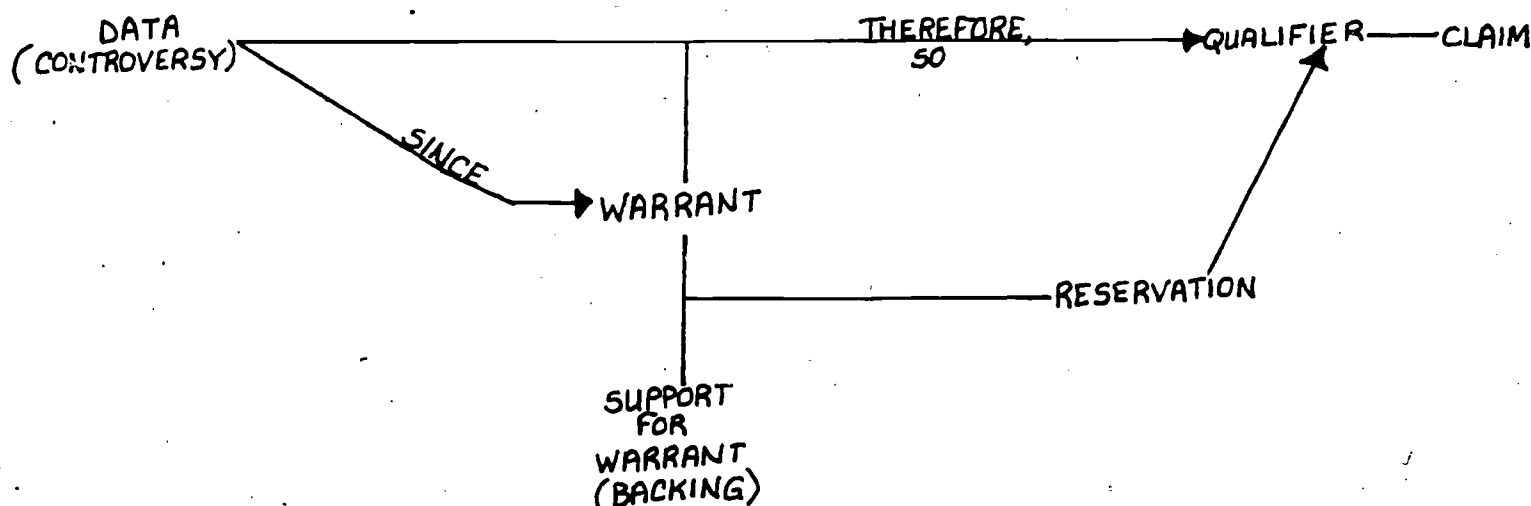 DATA
(CONTROVERSY)
THEREFORE,
SO
QUALIFIER
CLAIM
SINCE
WARRANT
RESERVATION
SUPPORT
FOR
WARRANT
(BACKING)